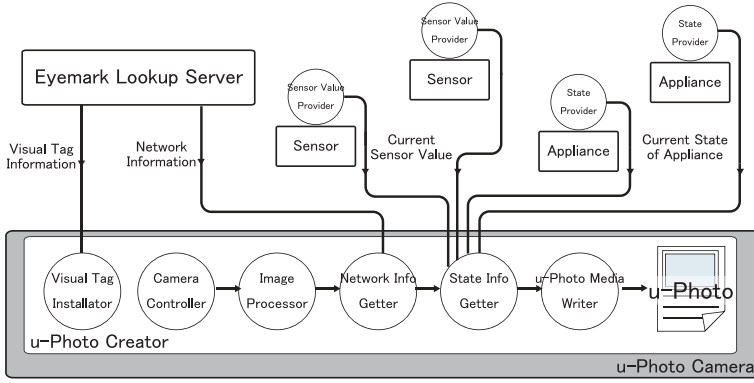 Sensor Value
Provider
Sensor
State
Provider
Appliance
Eyemark Lookup Server
Sensor Value
Provider
Sensor
State
Provider
Appliance
Visual Tag
Information
Network
Information
Current
Sensor Value
Current State
of Appliance
Visual Tag
Installator
Camera
Controller
Image
Processor
Network Info
Getter
State Info
Getter
u-Photo Media
Writer
u-Photo
u-Photo Creator
u-Photo Camera